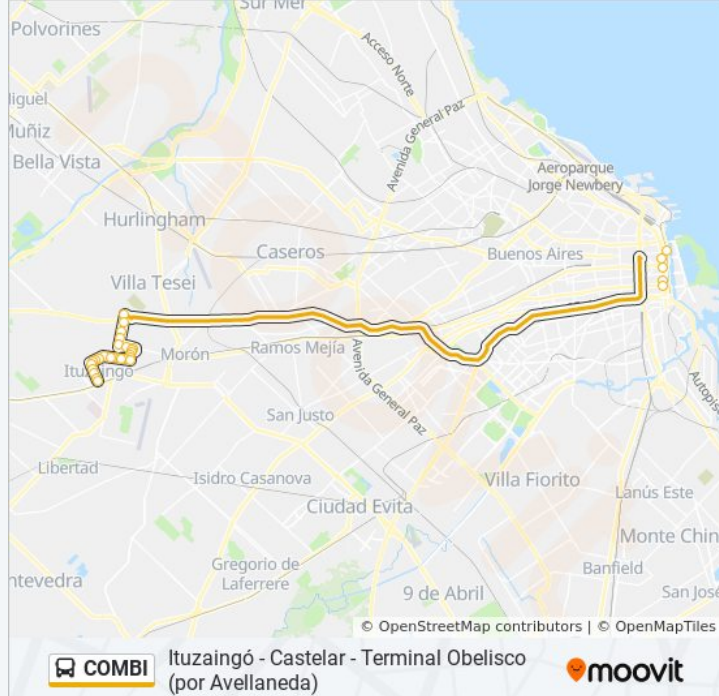 Sur Mer
Polvorines
Acceso Norte
Miguel
Muñiz
Avenida General Paz
Bella Vista
Aeroparque
Jorge Newbery
Hurlingham
Caseros
Buenos Aires
Villa Tesei
Morón
Ramos Mejía
Ituzaingó
Avenida General Paz
Autopis
San Justo
Libertad
Isidro Casanova
Villa Fiorito
Lanús Este
Ciudad Evita
Monte Chin
Gregorio de
Laferrere
Banfield
ntevedra
9 de Abril
San José
© OpenStreetMap contributors | © OpenMapTiles
COMBI
Ituzaingó - Castelar - Terminal Obelisco
(por Avellaneda)
moovit